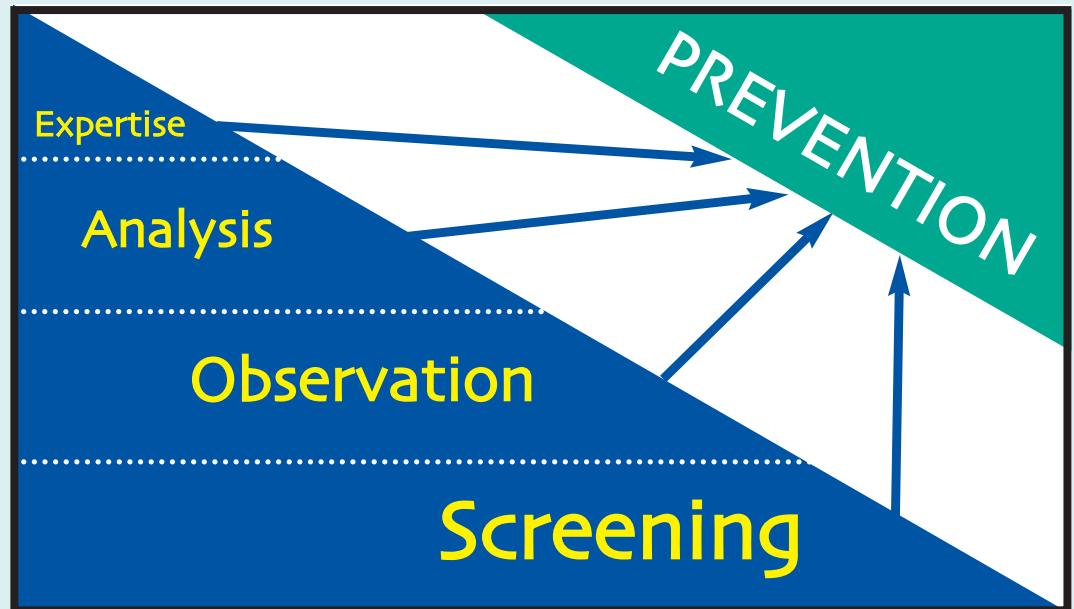 PREVENTION
Expertise
Analysis
Observation
Screening